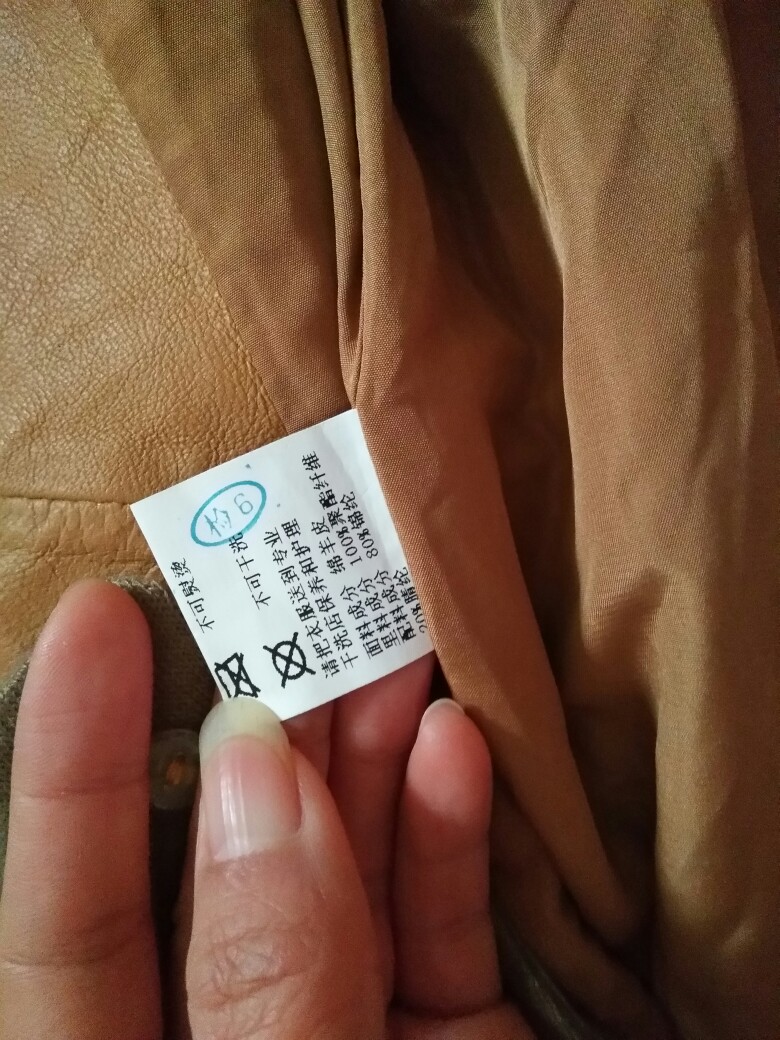 检 6
不可熨燙
不可干洗
请把衣服送到专业
干洗店保养和护理
面料成分 绵羊皮
里料成分 100%聚酯纤维
配料成分 80%锦纶
20%腈纶